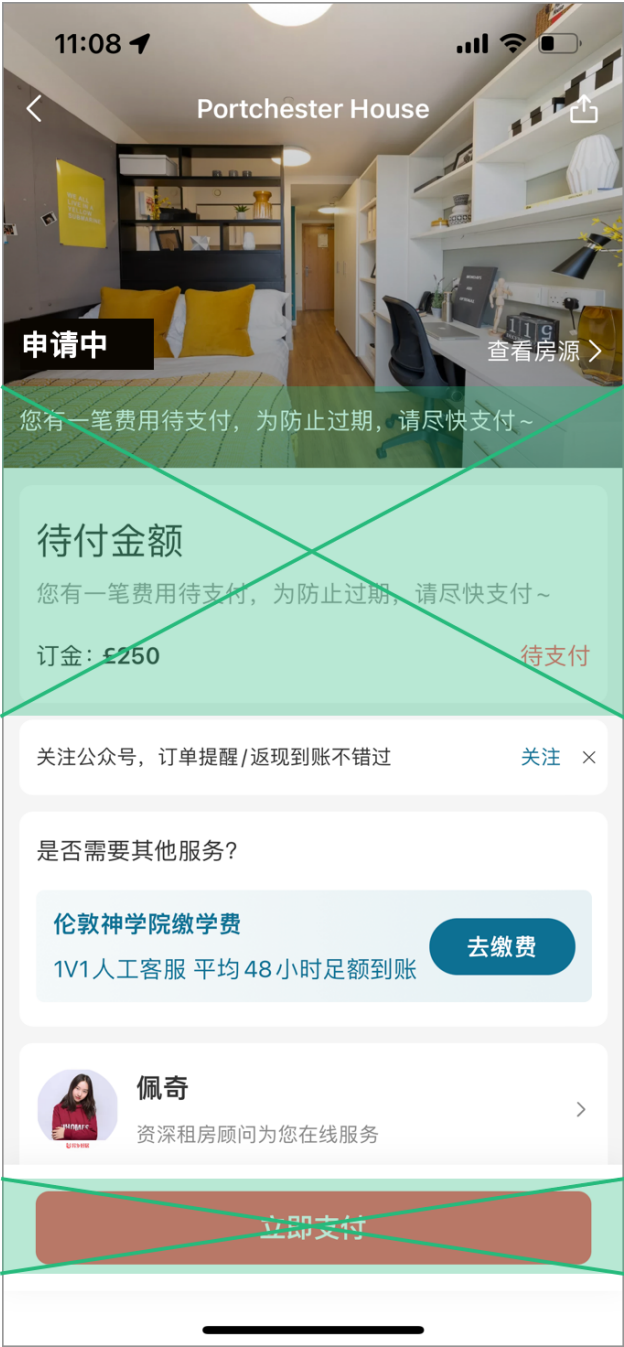 11:08
Portchester House
119
申请中
查看房源
您有一笔费用待支付，为防止过期，请尽快支付~
待付金额
您有一笔费用待支付，为防止过期，请尽快支付~
订金：£250
待支付
关注公众号，订单提醒/返现到账不错过
关注
是否需要其他服务?
伦敦神学院缴学费
1V1人工客服 平均48小时足额到账
去缴费
佩奇
资深租房顾问为您在线服务
立即支付